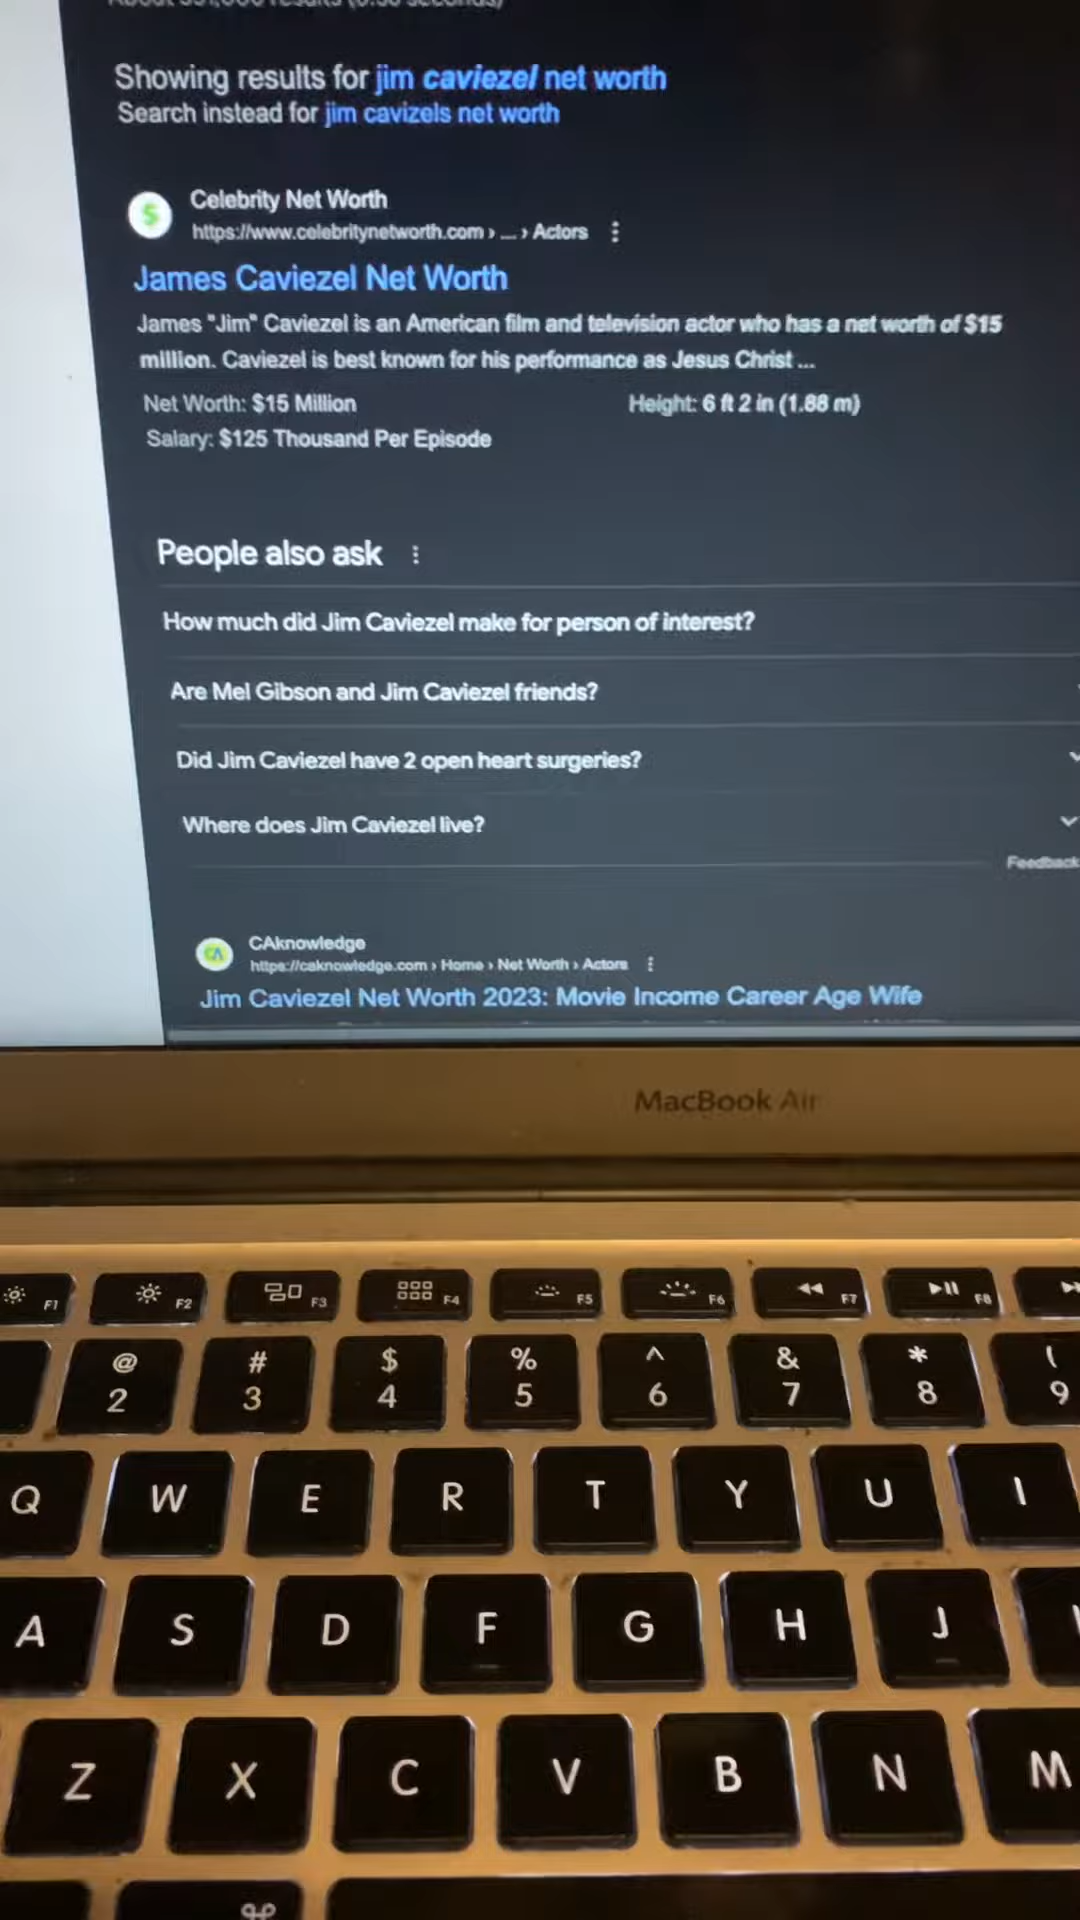 Showing results for jim caviezel net worth
Search instead for jim cavizels net worth
Celebrity Net Worth
https://www.celebritynetworth.com › ... › Actors
James Caviezel Net Worth
James "Jim" Caviezel is an American film and television actor who has a net worth of $15
million. Caviezel is best known for his performance as Jesus Christ ...
Net Worth: $15 Million Height: 6 ft 2 in (1.88 m)
Salary: $125 Thousand Per Episode
People also ask
How much did Jim Caviezel make for person of interest?
Are Mel Gibson and Jim Caviezel friends?
Did Jim Caviezel have 2 open heart surgeries?
Where does Jim Caviezel live?
Feedback
CAknowledge
https://caknowledge.com › Home › Net Worth › Actors
Jim Caviezel Net Worth 2023: Movie Income Career Age Wife
MacBook Air
F1 F2 F3 F4 F5 F6 F7 F8
@ # $ % ^ & * (
2 3 4 5 6 7 8 9
Q W E R T Y U I
A S D F G H J
Z X C V B N M
⌘